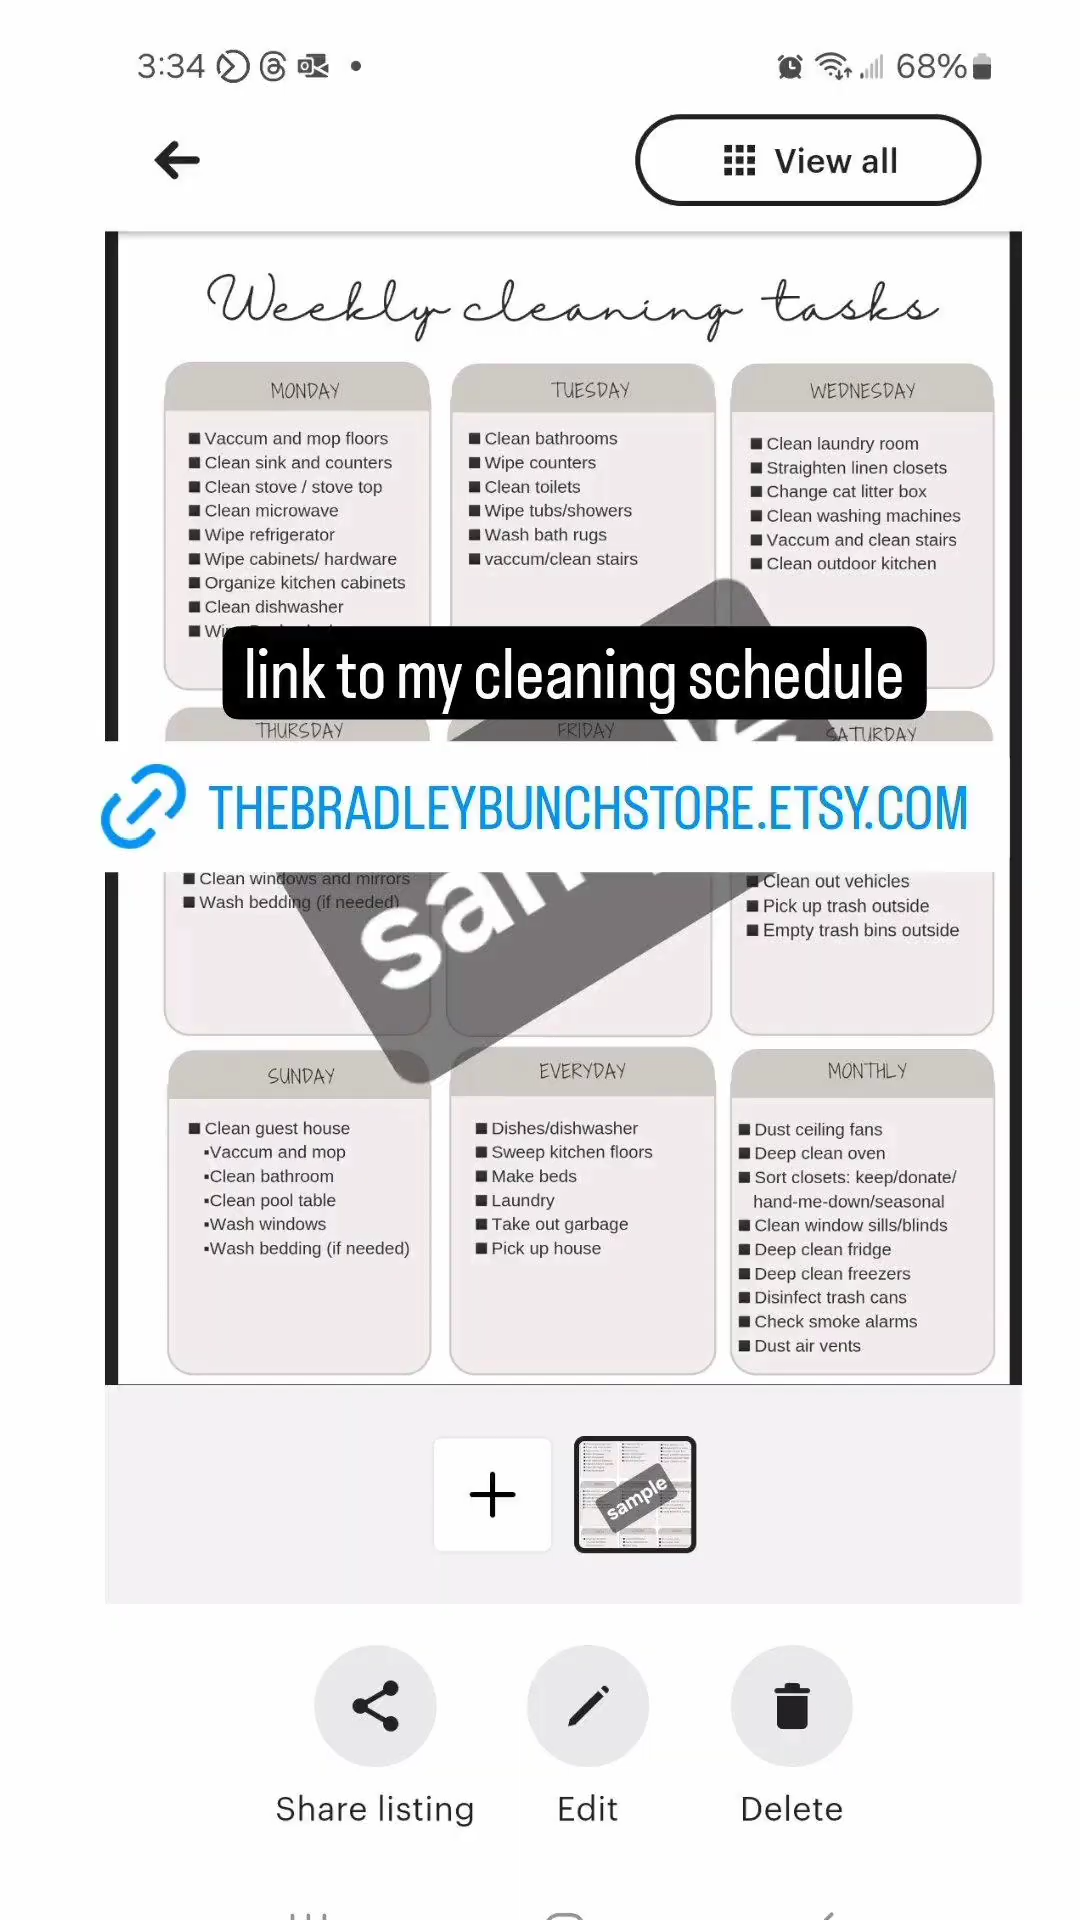 3:34
68%
View all
Weekly cleaning tasks
MONDAY
■ Vaccum and mop floors
■ Clean sink and counters
■ Clean stove / stove top
■ Clean microwave
■ Wipe refrigerator
■ Wipe cabinets/ hardware
■ Organize kitchen cabinets
■ Clean dishwasher
TUESDAY
■ Clean bathrooms
■ Wipe counters
■ Clean toilets
■ Wipe tubs/showers
■ Wash bath rugs
■ vaccum/clean stairs
WEDNESDAY
■ Clean laundry room
■ Straighten linen closets
■ Change cat litter box
■ Clean washing machines
■ Vaccum and clean stairs
■ Clean outdoor kitchen
link to my cleaning schedule
THURSDAY
FRIDAY
SATURDAY
THEBRADLEYBUNCHSTORE.ETSY.COM
■ Clean windows and mirrors
■ Wash bedding (if needed)
■ Clean out vehicles
■ Pick up trash outside
■ Empty trash bins outside
SUNDAY
■ Clean guest house
▪Vaccum and mop
▪Clean bathroom
▪Clean pool table
▪Wash windows
▪Wash bedding (if needed)
EVERYDAY
■ Dishes/dishwasher
■ Sweep kitchen floors
■ Make beds
■ Laundry
■ Take out garbage
■ Pick up house
MONTHLY
■ Dust ceiling fans
■ Deep clean oven
■ Sort closets: keep/donate/
hand-me-down/seasonal
■ Clean window sills/blinds
■ Deep clean fridge
■ Deep clean freezers
■ Disinfect trash cans
■ Check smoke alarms
■ Dust air vents
sample
Share listing
Edit
Delete